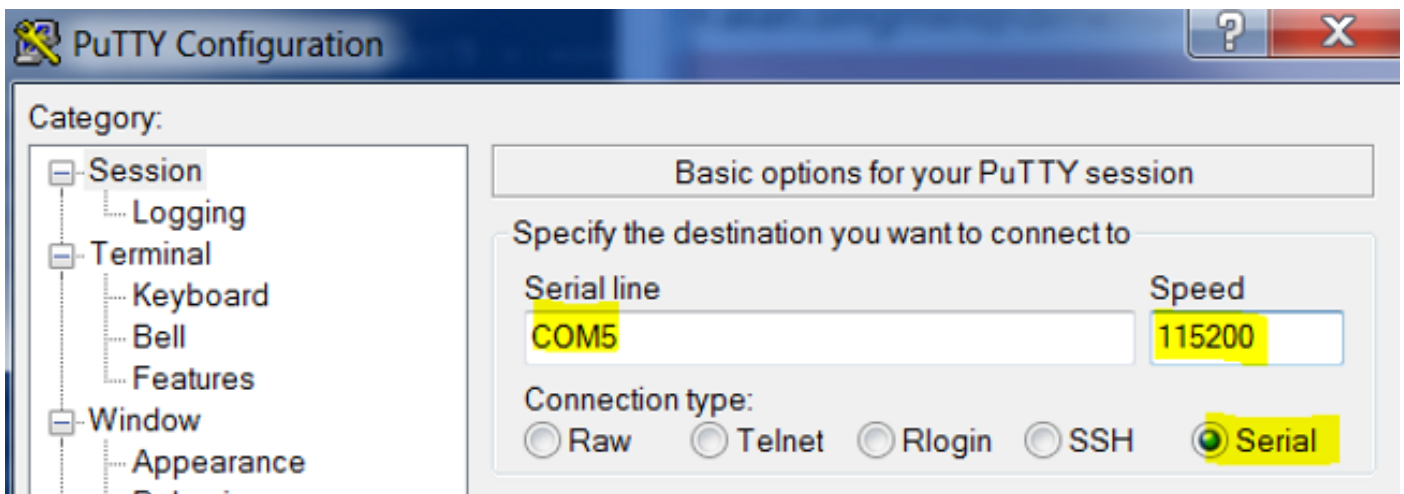 PuTTY Configuration
? X
Category:
Session
Logging
Terminal
Keyboard
Bell
Features
Window
Appearance
Basic options for your PuTTY session
Specify the destination you want to connect to
Serial line Speed
COM5 115200
Connection type:
Raw Telnet Rlogin SSH Serial